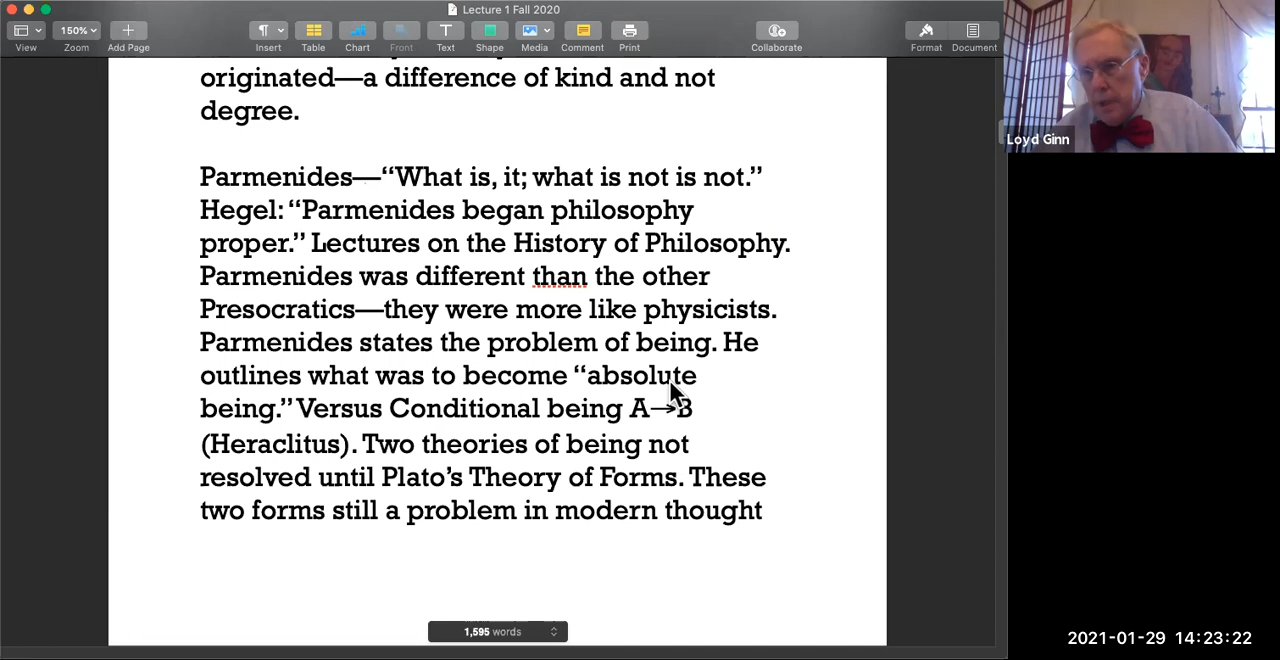 Lecture 1 Fall 2020
150%
View Zoom Add Page Insert Table Chart Front Text Shape Media Comment Print Collaborate Format Document
originated—a difference of kind and not
degree.
Parmenides—“What is, it; what is not is not.”
Hegel: “Parmenides began philosophy
proper.” Lectures on the History of Philosophy.
Parmenides was different than the other
Presocratics—they were more like physicists.
Parmenides states the problem of being. He
outlines what was to become “absolute
being.” Versus Conditional being A→B
(Heraclitus). Two theories of being not
resolved until Plato’s Theory of Forms. These
two forms still a problem in modern thought
1,595 words
Loyd Ginn
2021-01-29 14:23:22